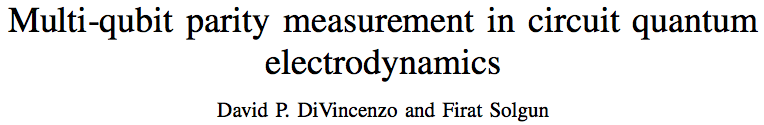 Multi-qubit parity measurement in circuit quantum
electrodynamics
David P. DiVincenzo and Firat Solgun